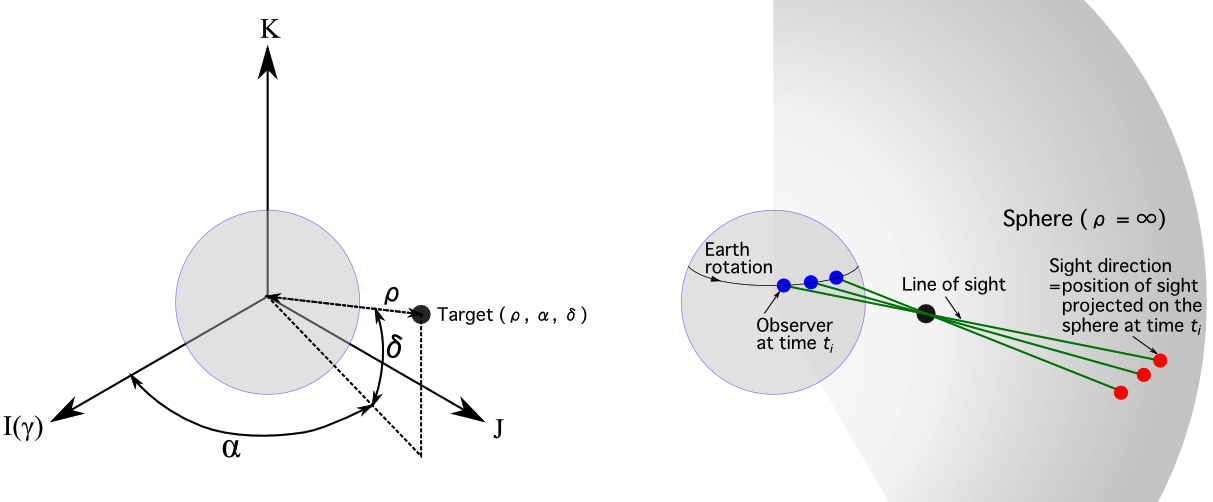 K
ρ
Target ( ρ, α, δ )
δ
I(γ)
J
α
Sphere ( ρ = ∞)
Earth
rotation
Observer
at time ti
Line of sight
Sight direction
=position of sight
projected on the
sphere at time ti